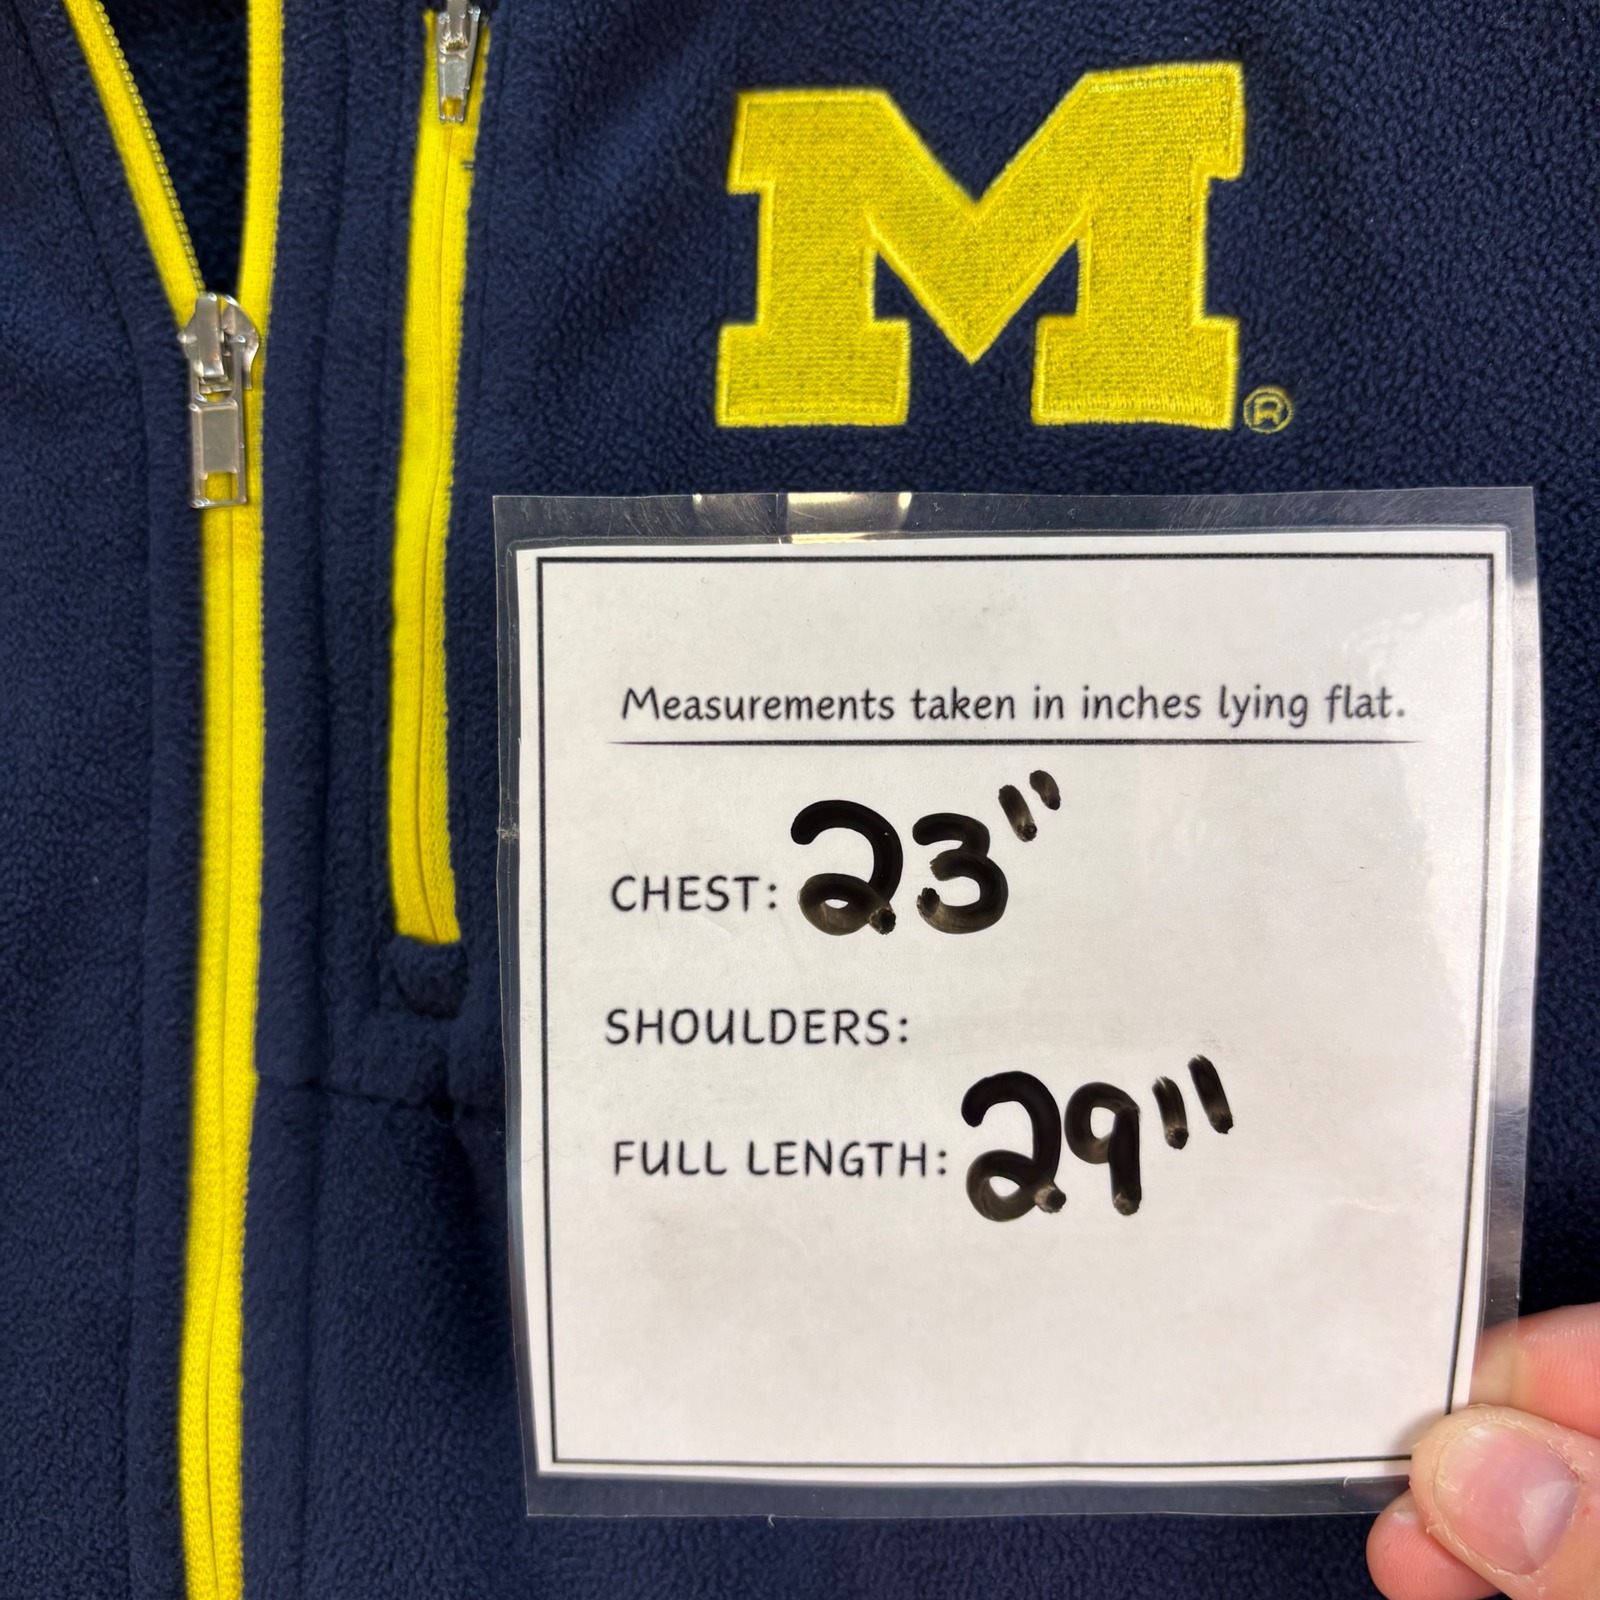 M ®
Measurements taken in inches lying flat.
CHEST: 23"
SHOULDERS:
FULL LENGTH: 29"